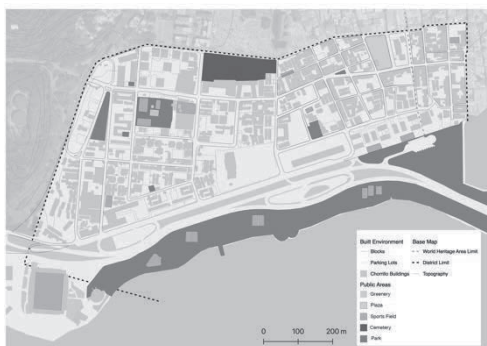 0 100 200 m
Built Environment Base Map
Blocks World Heritage Area Limit
Parking Lots District Limit
Chorrillo Buildings Topography
Public Areas
Greenery
Plaza
Sports Field
Cemetery
Park